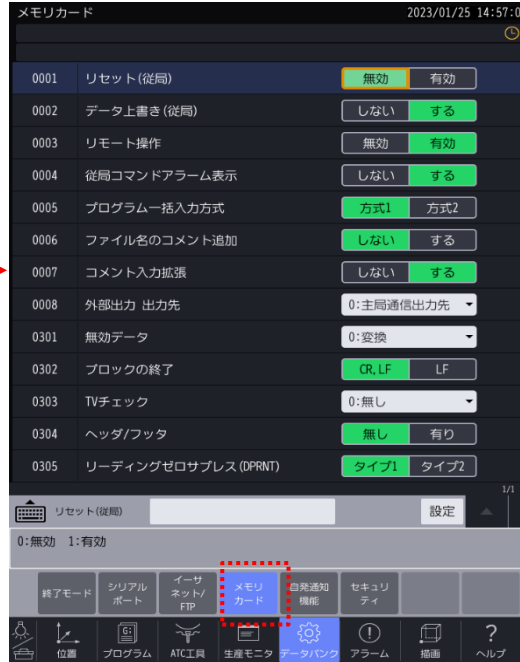 メモリカード 2023/01/25 14:57:0
0001 リセット(従局) 無効 有効
0002 データ上書き(従局) しない する
0003 リモート操作 無効 有効
0004 従局コマンドアラーム表示 しない する
0005 プログラム一括入力方式 方式1 方式2
0006 ファイル名のコメント追加 しない する
0007 コメント入力拡張 しない する
0008 外部出力 出力先 0:主局通信出力先
0301 無効データ 0:変換
0302 ブロックの終了 CR,LF LF
0303 TVチェック 0:無し
0304 ヘッダ/フッタ 無し 有り
0305 リーディングゼロサプレス(DPRNT) タイプ1 タイプ2
1/1
リセット(従局) 設定
0:無効 1:有効
終了モード シリアルポート イーサネット/FTP メモリカード 自発通知機能 セキュリティ
位置 プログラム ATC工具 生産モニタ データバンク アラーム 描画 ヘルプ